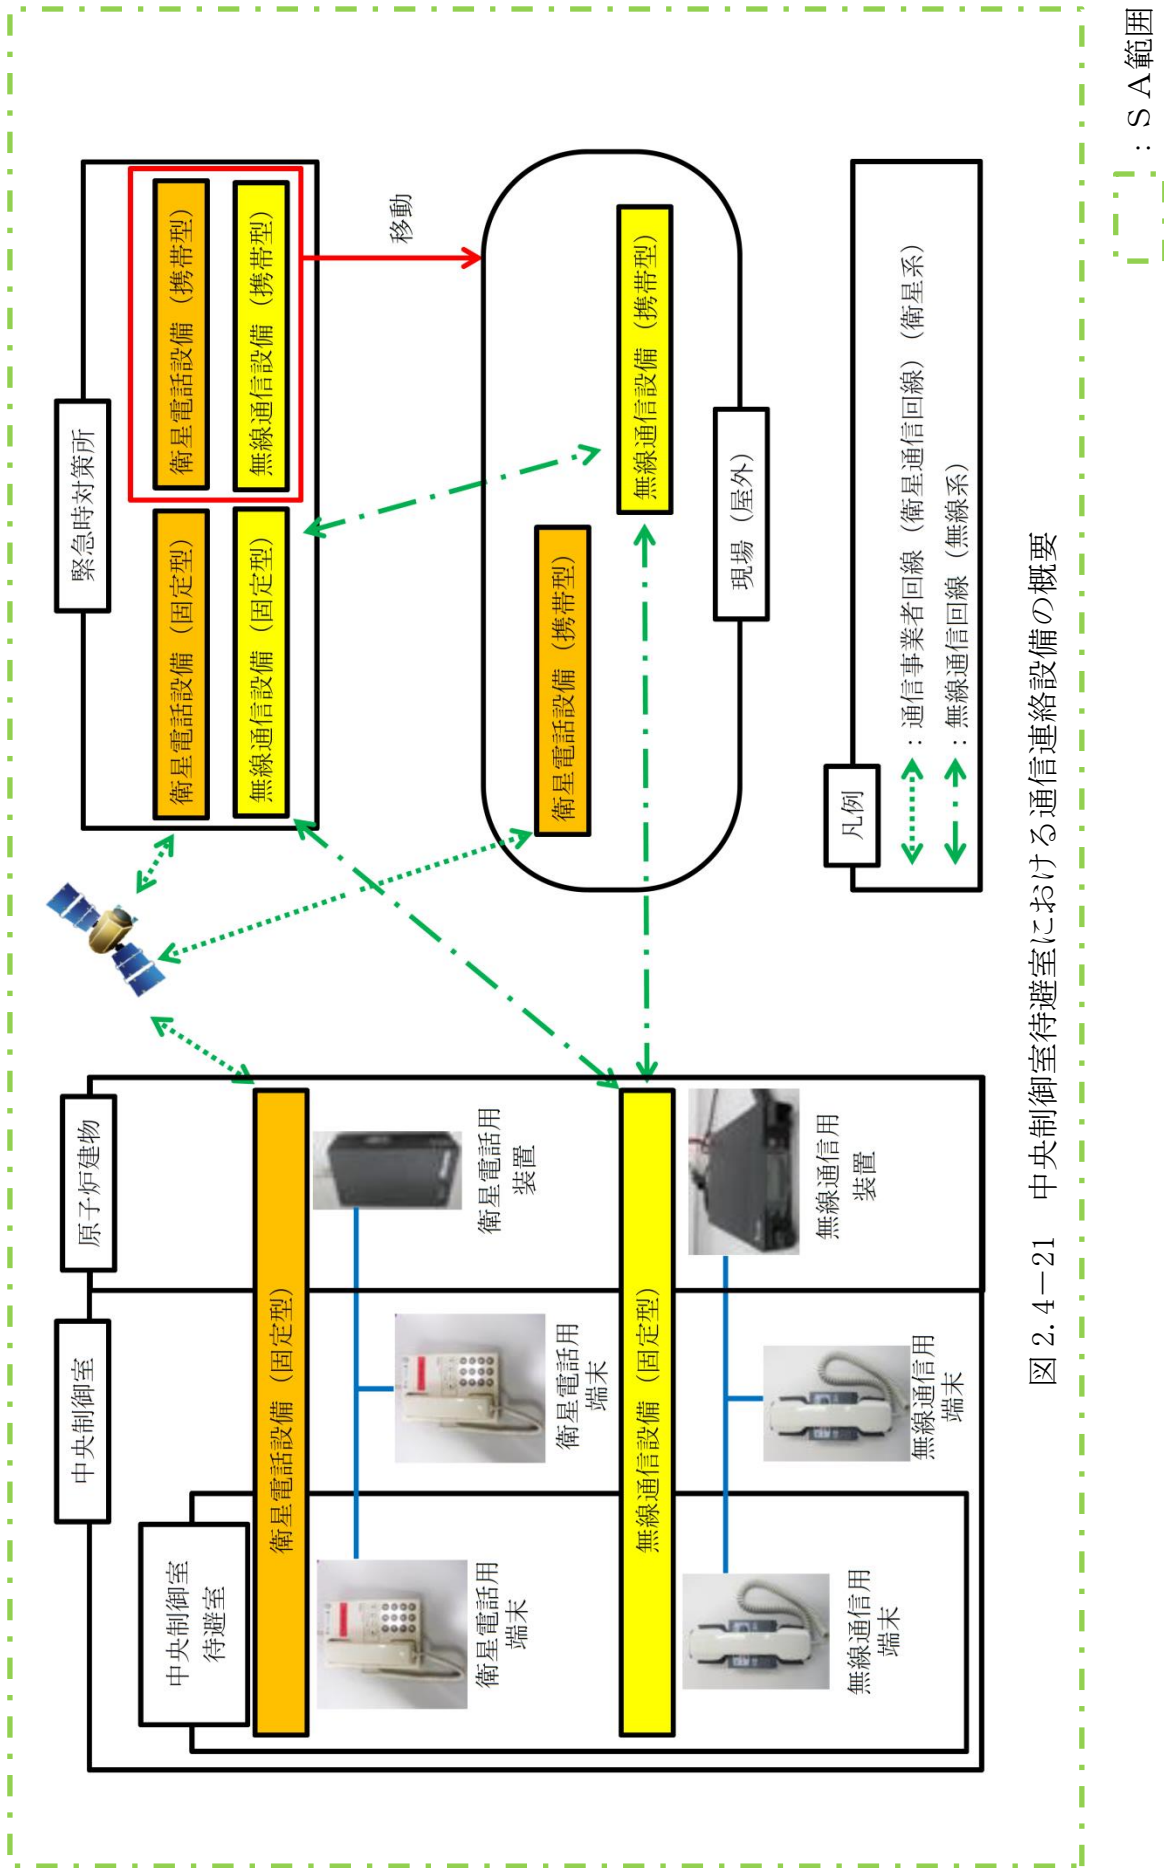 ：ＳＡ範囲
緊急時対策所
衛星電話設備（固定型）
衛星電話設備（携帯型）
無線通信設備（固定型）
無線通信設備（携帯型）
移動
衛星電話設備（携帯型）
無線通信設備（携帯型）
現場（屋外）
凡例
：通信事業者回線（衛星通信回線）（衛星系）
：無線通信回線（無線系）
原子炉建物
中央制御室
中央制御室
待避室
衛星電話設備（固定型）
衛星電話用
端末
衛星電話用
端末
衛星電話用
装置
無線通信設備（固定型）
無線通信用
端末
無線通信用
端末
無線通信用
装置
図 2.4－21　中央制御室待避室における通信連絡設備の概要